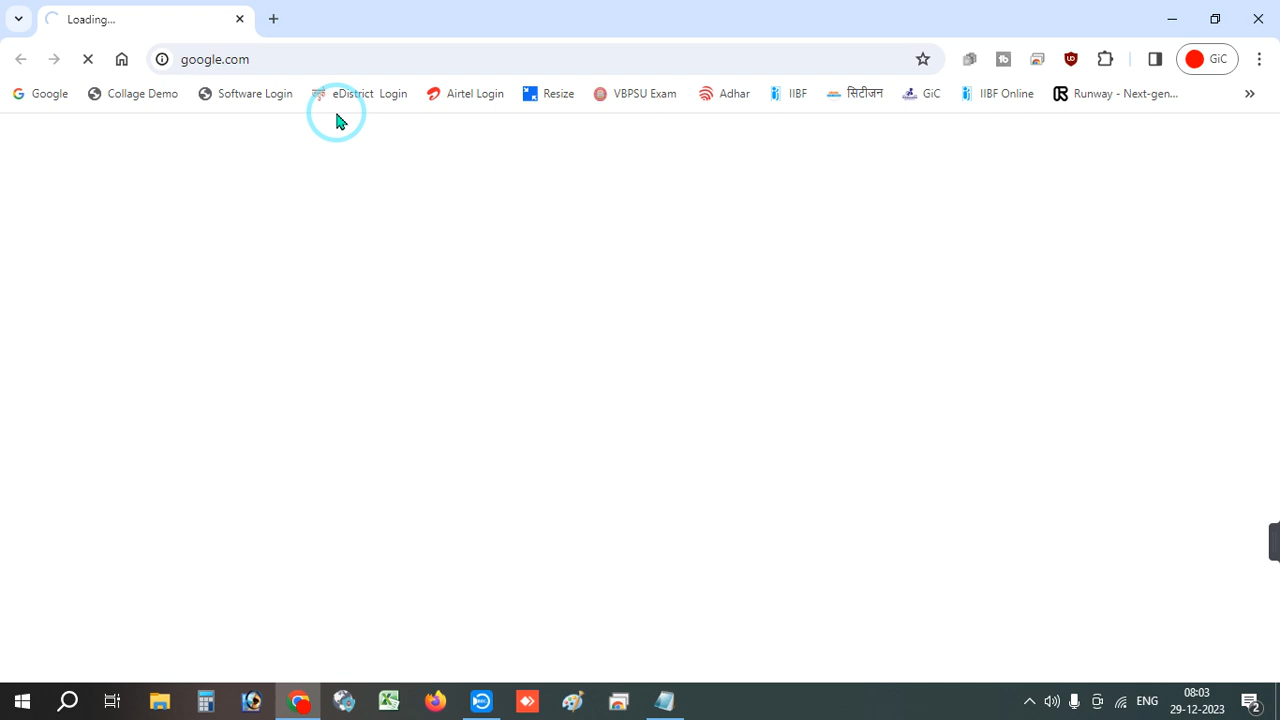 Loading...
google.com
GiC
Google Collage Demo Software Login eDistrict Login Airtel Login Resize VBPSU Exam Adhar IIBF सिटीजन GiC IIBF Online Runway - Next-gen...
ENG
08:03
29-12-2023
2